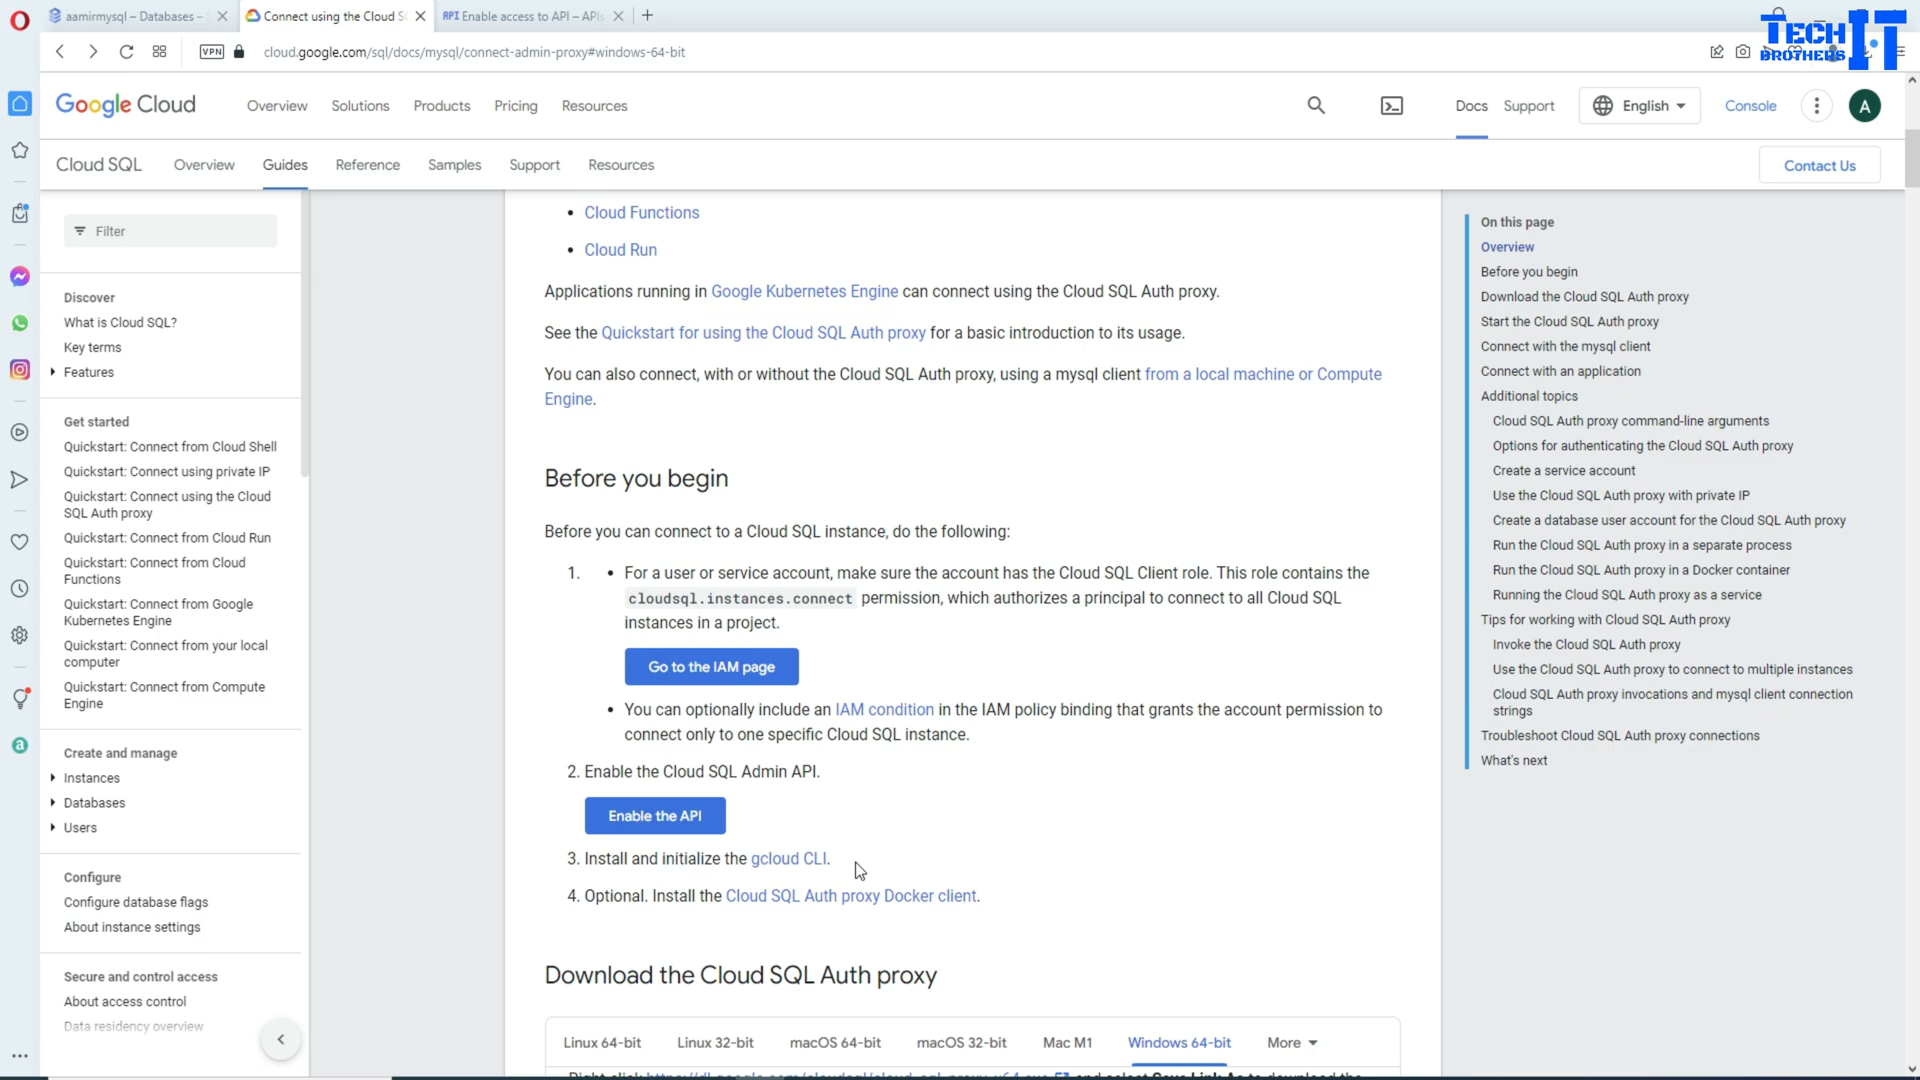 aamirmysql – Databases –
Connect using the Cloud S
API Enable access to API – APIs
TECH
BROTHERS
IT
VPN
cloud.google.com/sql/docs/mysql/connect-admin-proxy#windows-64-bit
Google Cloud
Overview
Solutions
Products
Pricing
Resources
Docs
Support
English
Console
A
Cloud SQL
Overview
Guides
Reference
Samples
Support
Resources
Contact Us
Filter
Discover
What is Cloud SQL?
Key terms
Features
Get started
Quickstart: Connect from Cloud Shell
Quickstart: Connect using private IP
Quickstart: Connect using the Cloud
SQL Auth proxy
Quickstart: Connect from Cloud Run
Quickstart: Connect from Cloud
Functions
Quickstart: Connect from Google
Kubernetes Engine
Quickstart: Connect from your local
computer
Quickstart: Connect from Compute
Engine
Create and manage
Instances
Databases
Users
Configure
Configure database flags
About instance settings
Secure and control access
About access control
Data residency overview
• Cloud Functions
• Cloud Run
Applications running in Google Kubernetes Engine can connect using the Cloud SQL Auth proxy.
See the Quickstart for using the Cloud SQL Auth proxy for a basic introduction to its usage.
You can also connect, with or without the Cloud SQL Auth proxy, using a mysql client from a local machine or Compute
Engine.
Before you begin
Before you can connect to a Cloud SQL instance, do the following:
1. • For a user or service account, make sure the account has the Cloud SQL Client role. This role contains the
cloudsql.instances.connect permission, which authorizes a principal to connect to all Cloud SQL
instances in a project.
Go to the IAM page
• You can optionally include an IAM condition in the IAM policy binding that grants the account permission to
connect only to one specific Cloud SQL instance.
2. Enable the Cloud SQL Admin API.
Enable the API
3. Install and initialize the gcloud CLI.
4. Optional. Install the Cloud SQL Auth proxy Docker client.
Download the Cloud SQL Auth proxy
Linux 64-bit
Linux 32-bit
macOS 64-bit
macOS 32-bit
Mac M1
Windows 64-bit
More
On this page
Overview
Before you begin
Download the Cloud SQL Auth proxy
Start the Cloud SQL Auth proxy
Connect with the mysql client
Connect with an application
Additional topics
Cloud SQL Auth proxy command-line arguments
Options for authenticating the Cloud SQL Auth proxy
Create a service account
Use the Cloud SQL Auth proxy with private IP
Create a database user account for the Cloud SQL Auth proxy
Run the Cloud SQL Auth proxy in a separate process
Run the Cloud SQL Auth proxy in a Docker container
Running the Cloud SQL Auth proxy as a service
Tips for working with Cloud SQL Auth proxy
Invoke the Cloud SQL Auth proxy
Use the Cloud SQL Auth proxy to connect to multiple instances
Cloud SQL Auth proxy invocations and mysql client connection
strings
Troubleshoot Cloud SQL Auth proxy connections
What's next